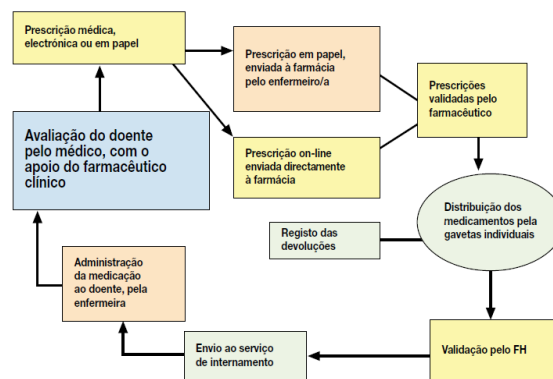 Prescrição médica,
electrónica ou em papel
Prescrição em papel,
enviada à farmácia
pelo enfermeiro/a
Prescrições
validadas pelo
farmacêutico
Avaliação do doente
pelo médico, com o
apoio do farmacêutico
clínico
Prescrição on-line
enviada directamente
à farmácia
Distribuição dos
medicamentos pela
gavetas individuais
Registo das
devoluções
Administração
da medicação
ao doente, pela
enfermeira
Envio ao serviço
de internamento
Validação pelo FH